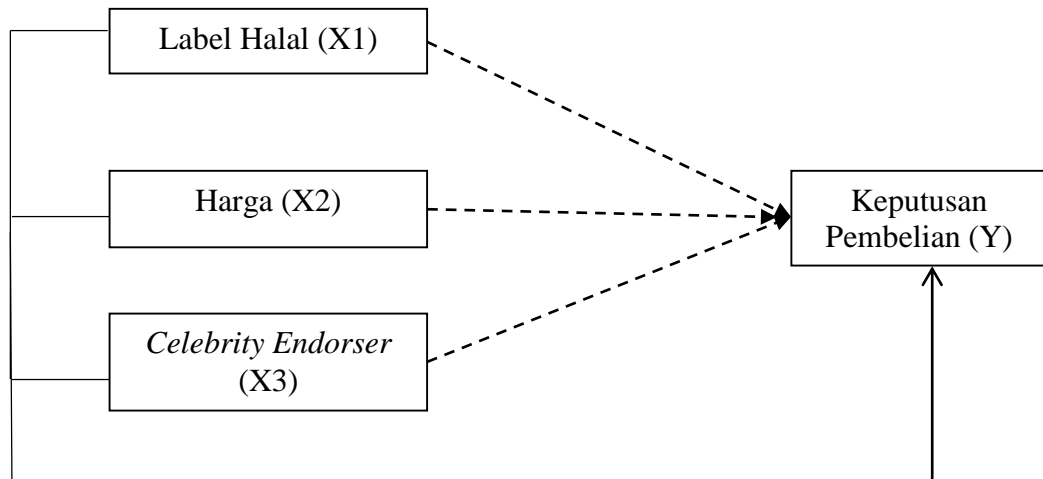 Label Halal (X1)
Harga (X2)
Keputusan
Pembelian (Y)
Celebrity Endorser
(X3)